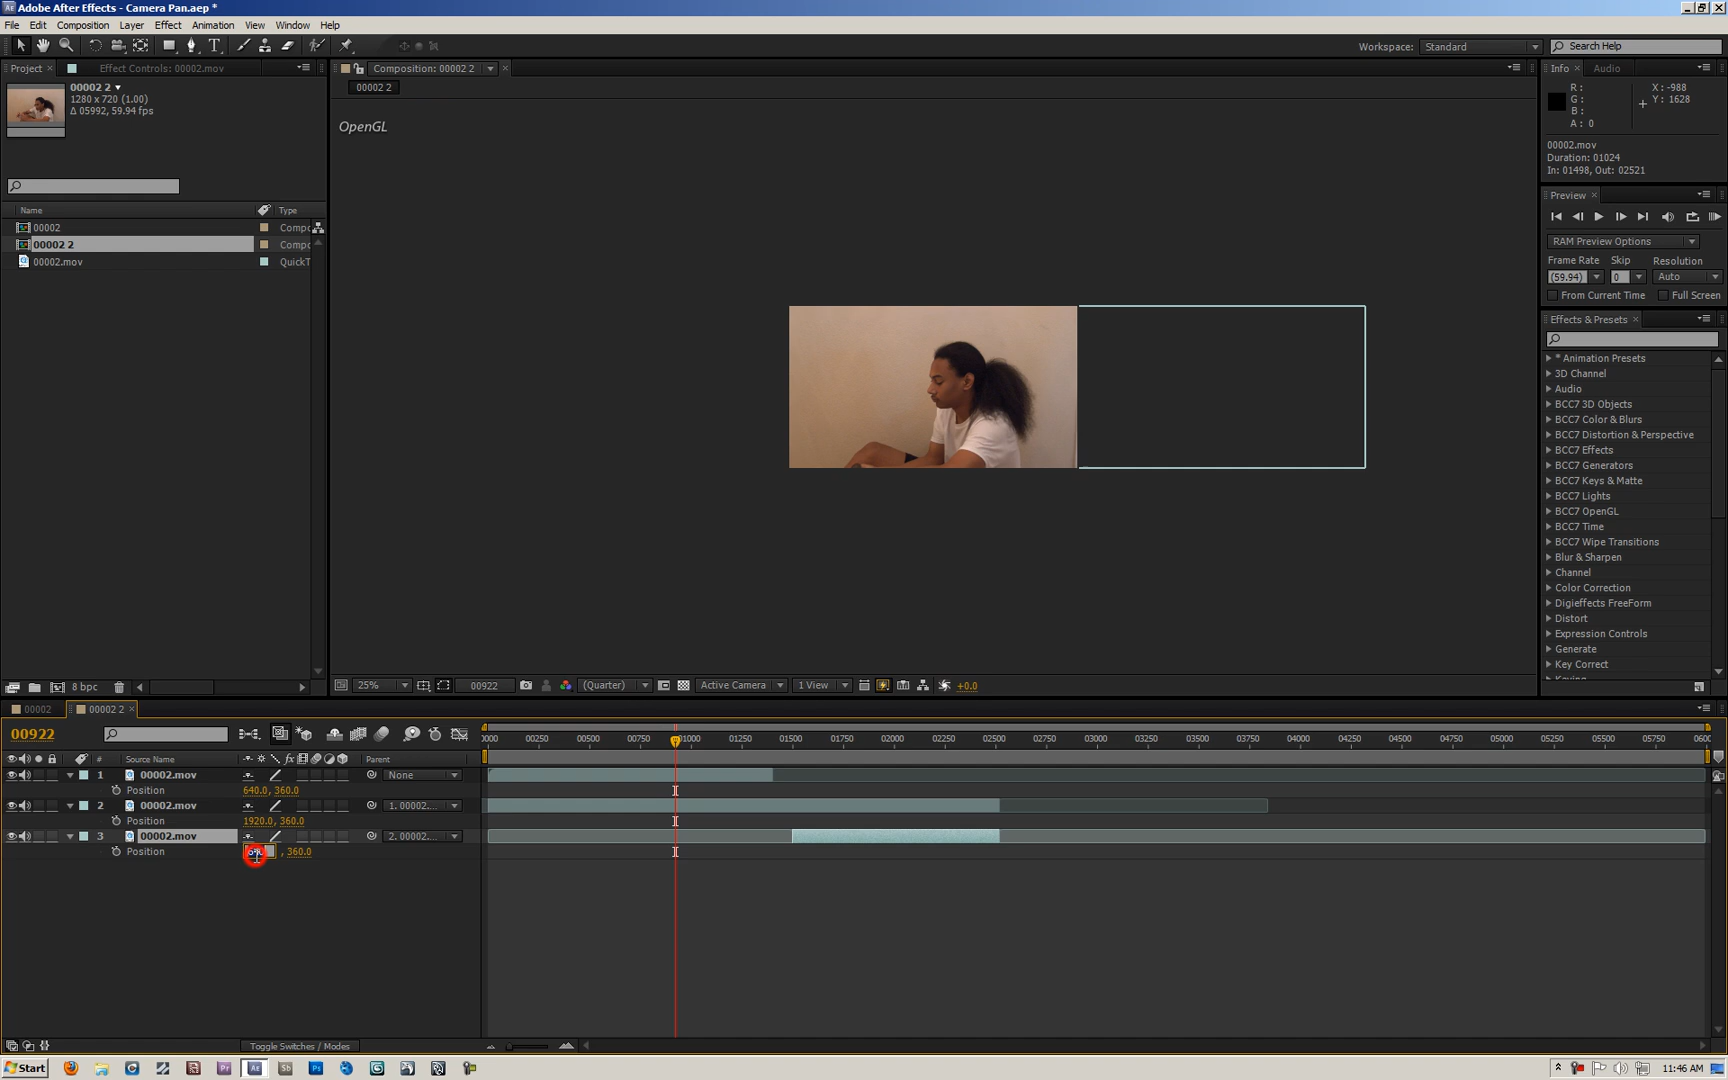 Adobe After Effects - Camera Pan.aep *
File Edit Composition Layer Effect Animation View Window Help
Workspace: Standard Search Help
Project Effect Controls: 00002.mov
Composition: 00002 2
Info Audio
00002 2
1280 x 720 (1.00)
Δ 05992, 59.94 fps
00002 2
OpenGL
R :
G :
B :
A : 0
X : -988
Y : 1628
00002.mov
Duration: 01024
In: 01498, Out: 02521
Preview
RAM Preview Options
Frame Rate Skip Resolution
(59.94) 0 Auto
From Current Time Full Screen
Effects & Presets
* Animation Presets
3D Channel
Audio
BCC7 3D Objects
BCC7 Color & Blurs
BCC7 Distortion & Perspective
BCC7 Effects
BCC7 Generators
BCC7 Keys & Matte
BCC7 Lights
BCC7 OpenGL
BCC7 Time
BCC7 Wipe Transitions
Blur & Sharpen
Channel
Color Correction
Digieffects FreeForm
Distort
Expression Controls
Generate
Key Correct
Name Type
00002 Compo
00002 2 Compo
00002.mov QuickT
8 bpc
25% 00922 (Quarter) Active Camera 1 View +0.0
00002 00002 2
00922
# Source Name fx Parent
0000 00250 00500 00750 01000 01250 01500 01750 02000 02250 02500 02750 03000 03250 03500 03750 04000 04250 04500 04750 05000 05250 05500 05750 0600
1 00002.mov None
Position 640.0, 360.0
2 00002.mov 1. 00002....
Position 1920.0, 360.0
3 00002.mov 2. 00002....
Position , 360.0
Toggle Switches / Modes
Start Pr Ae Sb Ps 11:46 AM